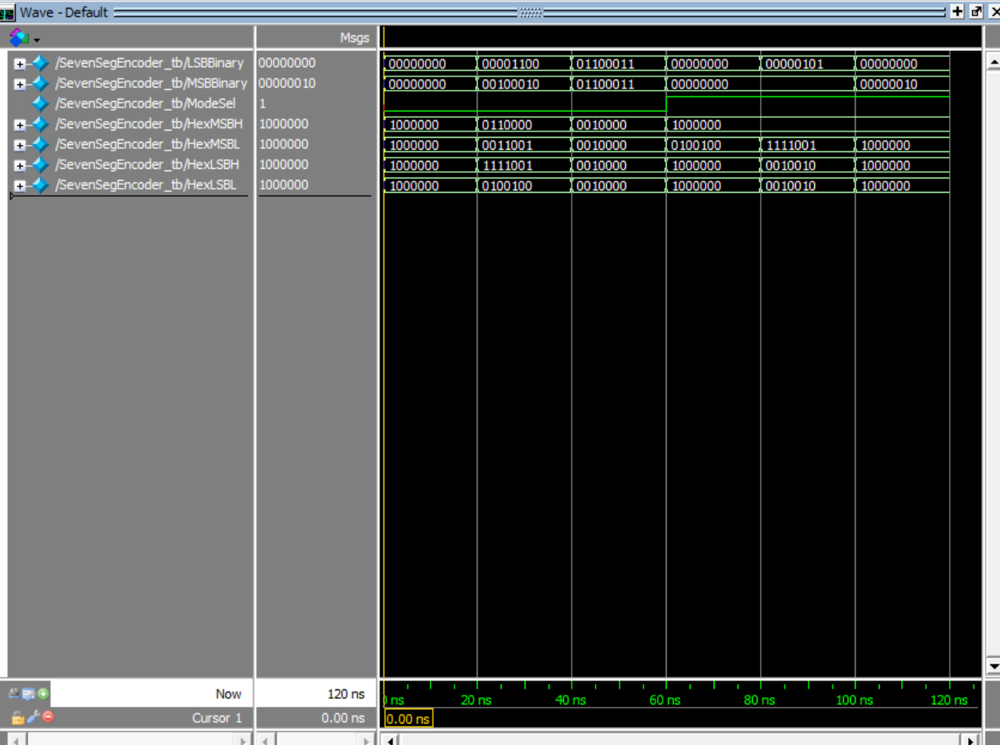 Wave - Default
Msgs
/SevenSegEncoder_tb/LSBBinary 00000000 00000000 00001100 01100011 00000000 00000101 00000000
/SevenSegEncoder_tb/MSBBinary 00000010 00000000 00100010 01100011 00000000 00000010
/SevenSegEncoder_tb/ModeSel 1
/SevenSegEncoder_tb/HexMSBH 1000000 1000000 0110000 0010000 1000000
/SevenSegEncoder_tb/HexMSBL 1000000 1000000 0011001 0010000 0100100 1111001 1000000
/SevenSegEncoder_tb/HexLSBH 1000000 1000000 1111001 0010000 1000000 0010010 1000000
/SevenSegEncoder_tb/HexLSBL 1000000 1000000 0100100 0010000 1000000 0010010 1000000
Now 120 ns 0 ns 20 ns 40 ns 60 ns 80 ns 100 ns 120 ns
Cursor 1 0.00 ns 0.00 ns